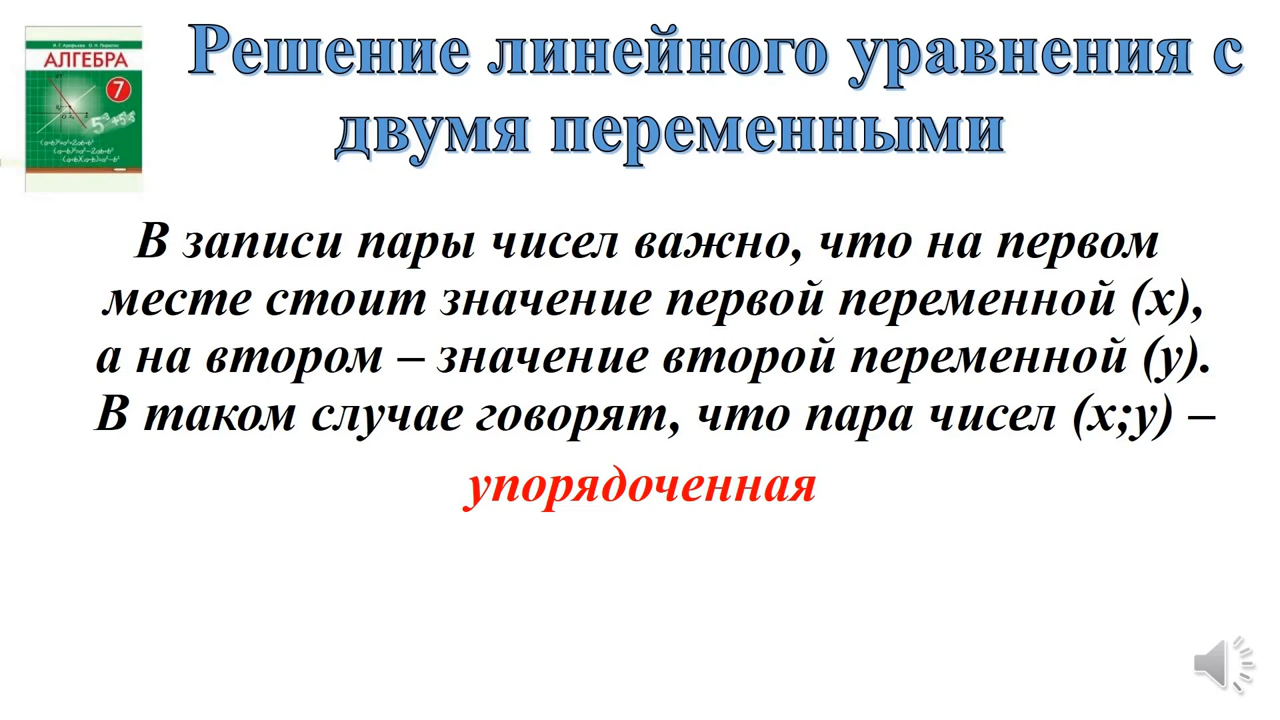 Решение линейного уравнения с
двумя переменными
АЛГЕБРА
7
В записи пары чисел важно, что на первом
месте стоит значение первой переменной (х),
а на втором – значение второй переменной (у).
В таком случае говорят, что пара чисел (х;у) –
упорядоченная